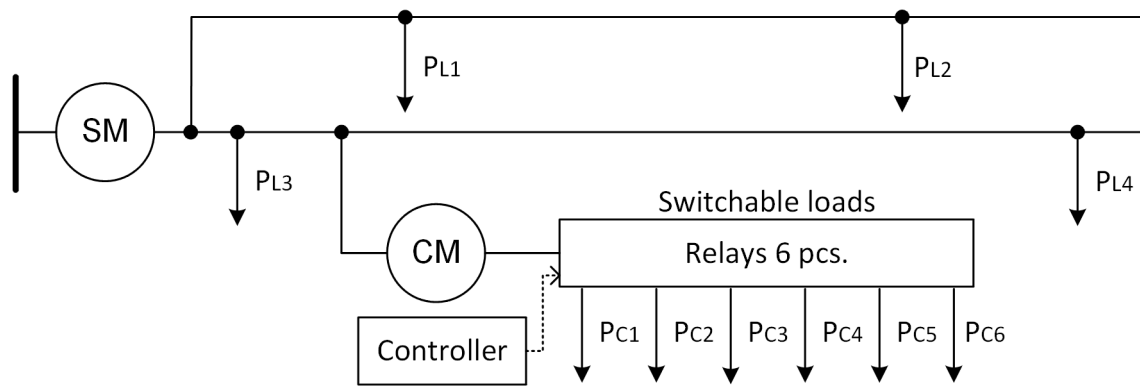 PL1
PL2
SM
PL3
PL4
Switchable loads
CM
Relays 6 pcs.
Controller
PC1
PC2
PC3
PC4
PC5
PC6